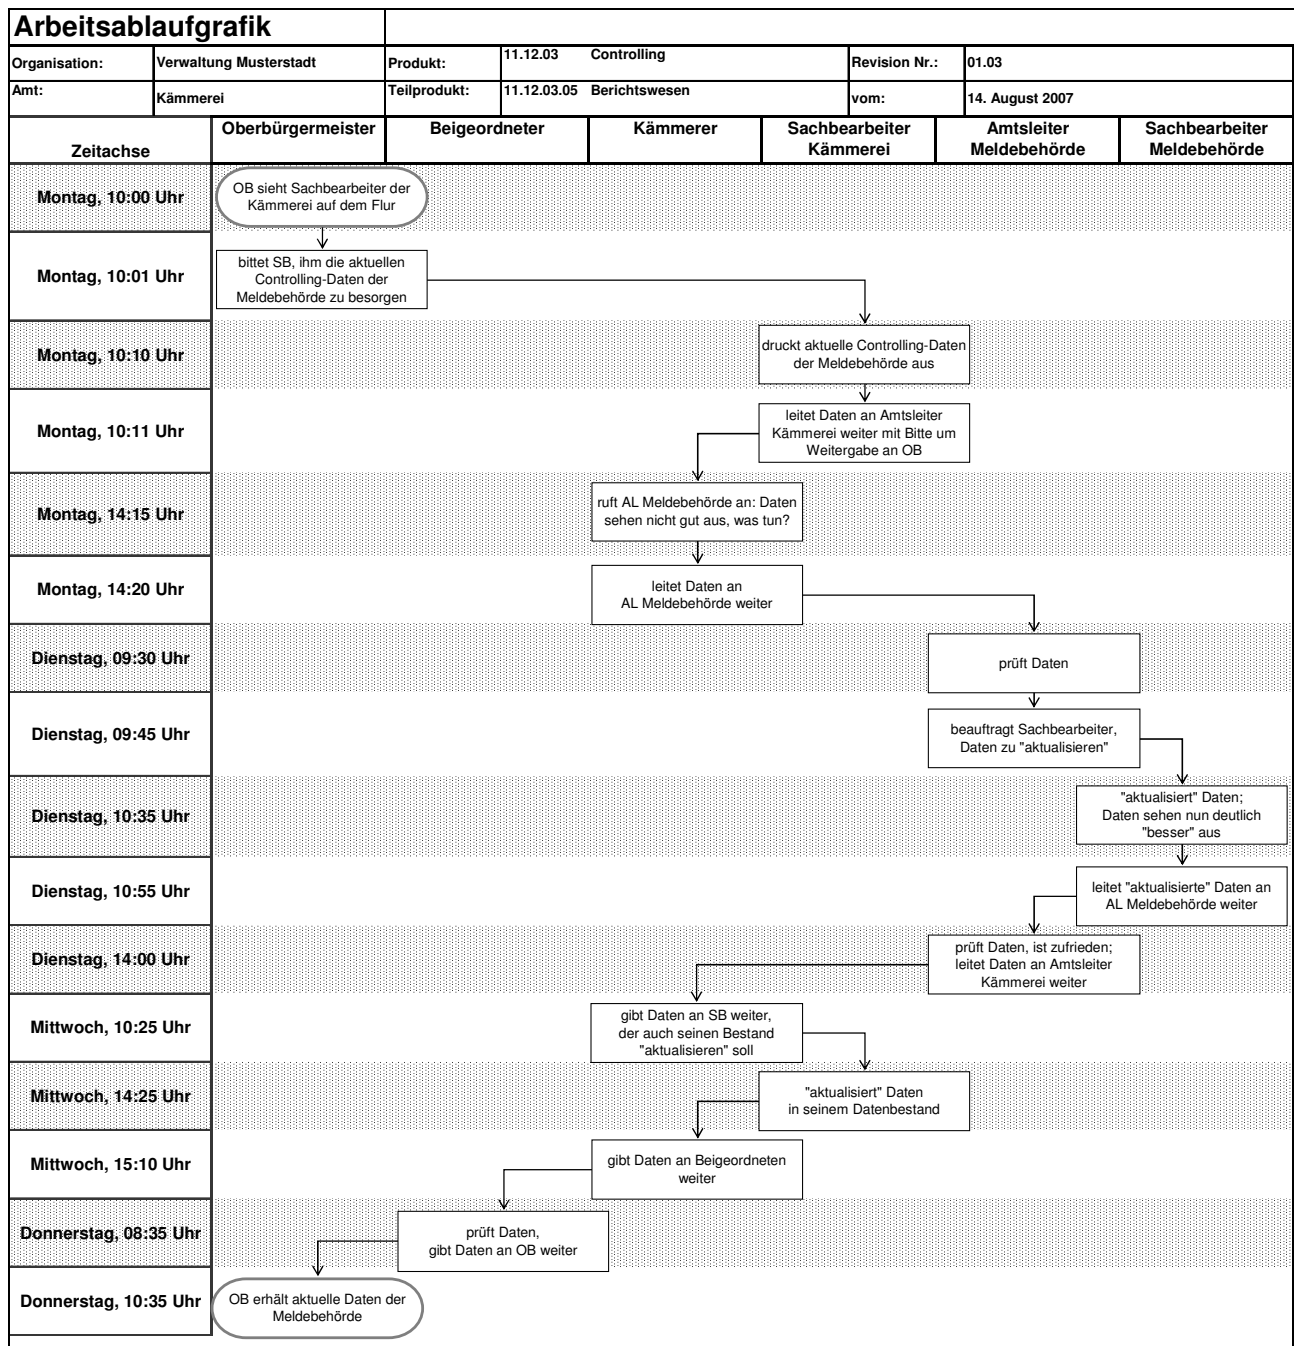 Arbeitsablaufgrafik
Organisation: Verwaltung Musterstadt Produkt: 11.12.03 Controlling Revision Nr.: 01.03
Amt: Kämmerei Teilprodukt: 11.12.03.05 Berichtswesen vom: 14. August 2007
Zeitachse
Oberbürgermeister
Beigeordneter
Kämmerer
Sachbearbeiter
Kämmerei
Amtsleiter
Meldebehörde
Sachbearbeiter
Meldebehörde
Montag, 10:00 Uhr
OB sieht Sachbearbeiter der
Kämmerei auf dem Flur
Montag, 10:01 Uhr
bittet SB, ihm die aktuellen
Controlling-Daten der
Meldebehörde zu besorgen
Montag, 10:10 Uhr
druckt aktuelle Controlling-Daten
der Meldebehörde aus
Montag, 10:11 Uhr
leitet Daten an Amtsleiter
Kämmerei weiter mit Bitte um
Weitergabe an OB
Montag, 14:15 Uhr
ruft AL Meldebehörde an: Daten
sehen nicht gut aus, was tun?
Montag, 14:20 Uhr
leitet Daten an
AL Meldebehörde weiter
Dienstag, 09:30 Uhr
prüft Daten
Dienstag, 09:45 Uhr
beauftragt Sachbearbeiter,
Daten zu "aktualisieren"
Dienstag, 10:35 Uhr
"aktualisiert" Daten;
Daten sehen nun deutlich
"besser" aus
Dienstag, 10:55 Uhr
leitet "aktualisierte" Daten an
AL Meldebehörde weiter
Dienstag, 14:00 Uhr
prüft Daten, ist zufrieden;
leitet Daten an Amtsleiter
Kämmerei weiter
Mittwoch, 10:25 Uhr
gibt Daten an SB weiter,
der auch seinen Bestand
"aktualisieren" soll
Mittwoch, 14:25 Uhr
"aktualisiert" Daten
in seinem Datenbestand
Mittwoch, 15:10 Uhr
gibt Daten an Beigeordneten
weiter
Donnerstag, 08:35 Uhr
prüft Daten,
gibt Daten an OB weiter
Donnerstag, 10:35 Uhr
OB erhält aktuelle Daten der
Meldebehörde